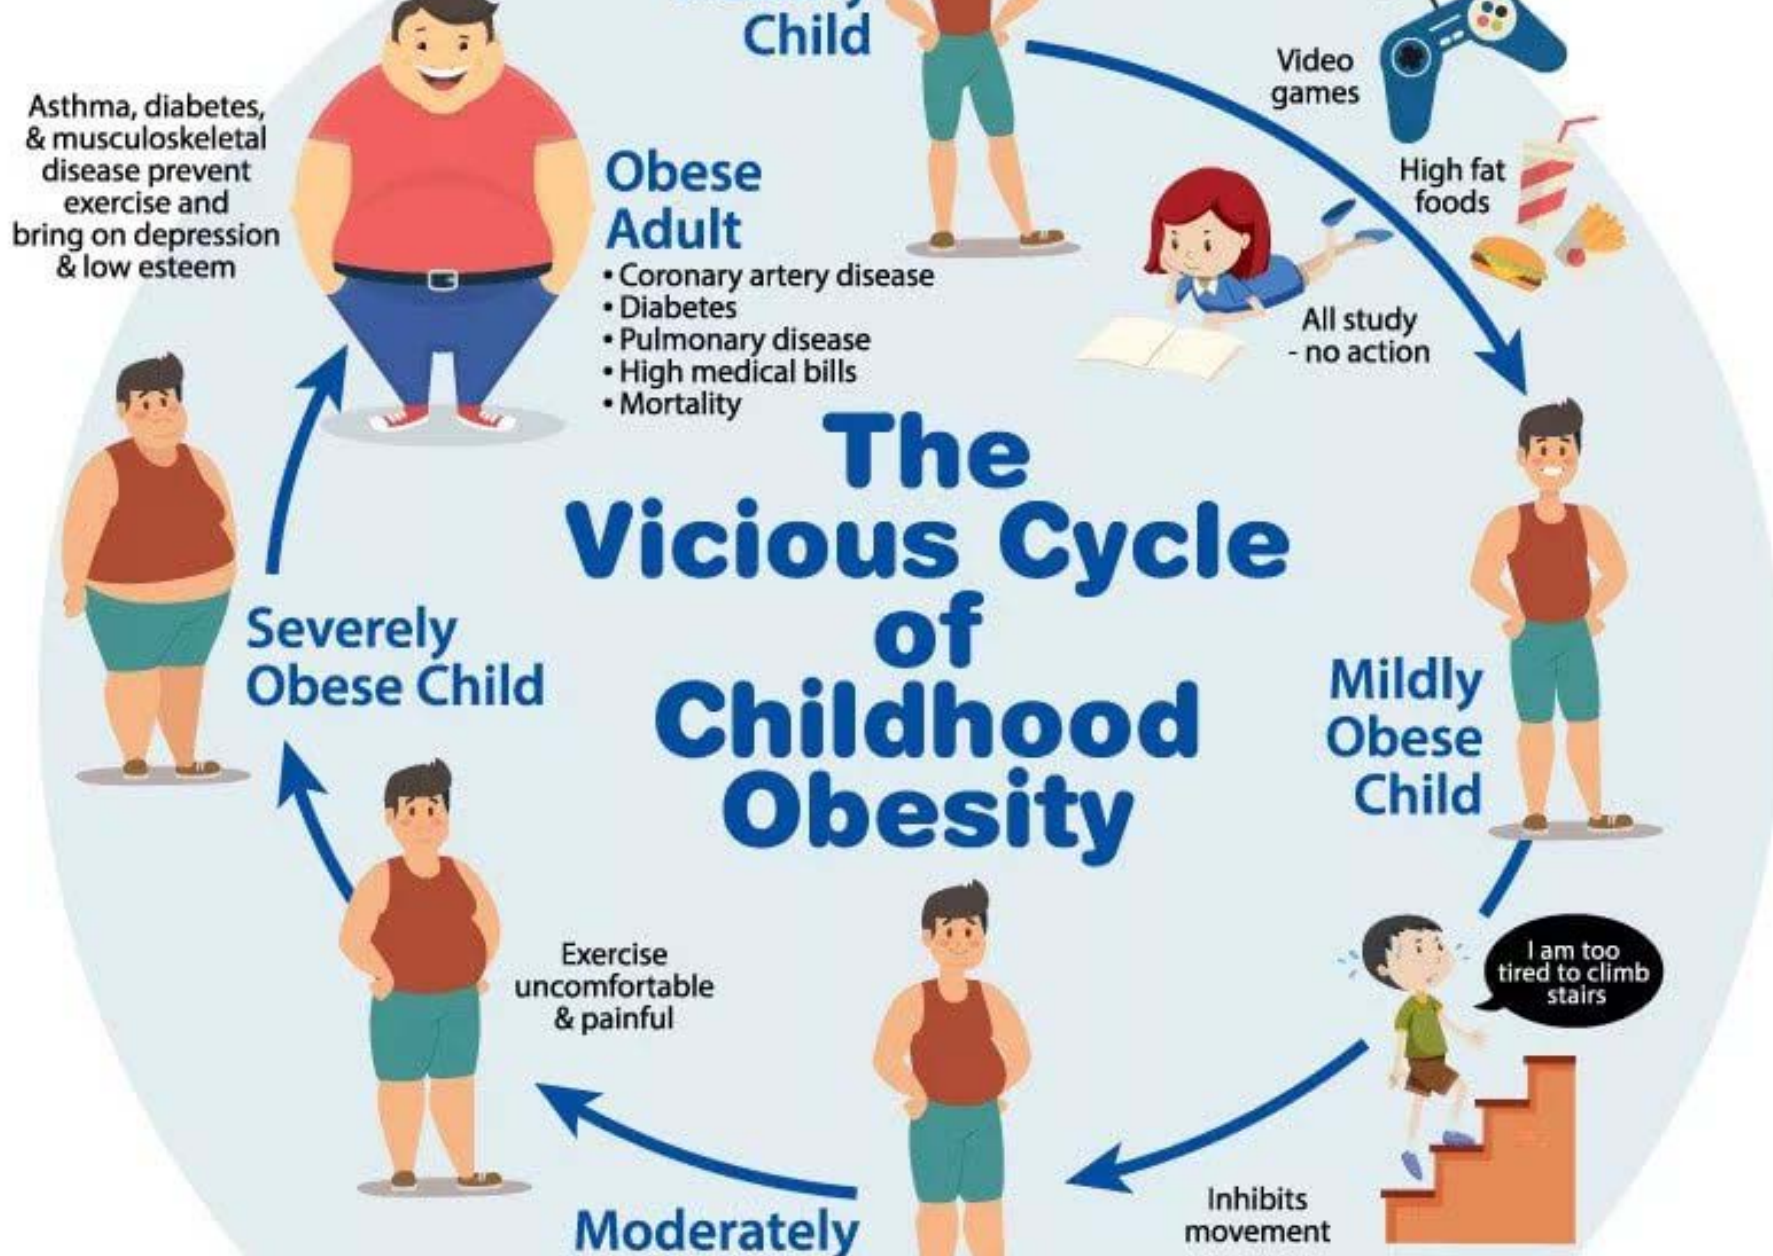 Child
Video
games
High fat
foods
All study
- no action
Asthma, diabetes,
& musculoskeletal
disease prevent
exercise and
bring on depression
& low esteem
Obese
Adult
• Coronary artery disease
• Diabetes
• Pulmonary disease
• High medical bills
• Mortality
The
Vicious Cycle
of
Childhood
Obesity
Mildly
Obese
Child
I am too
tired to climb
stairs
Inhibits
movement
Moderately
Exercise
uncomfortable
& painful
Severely
Obese Child